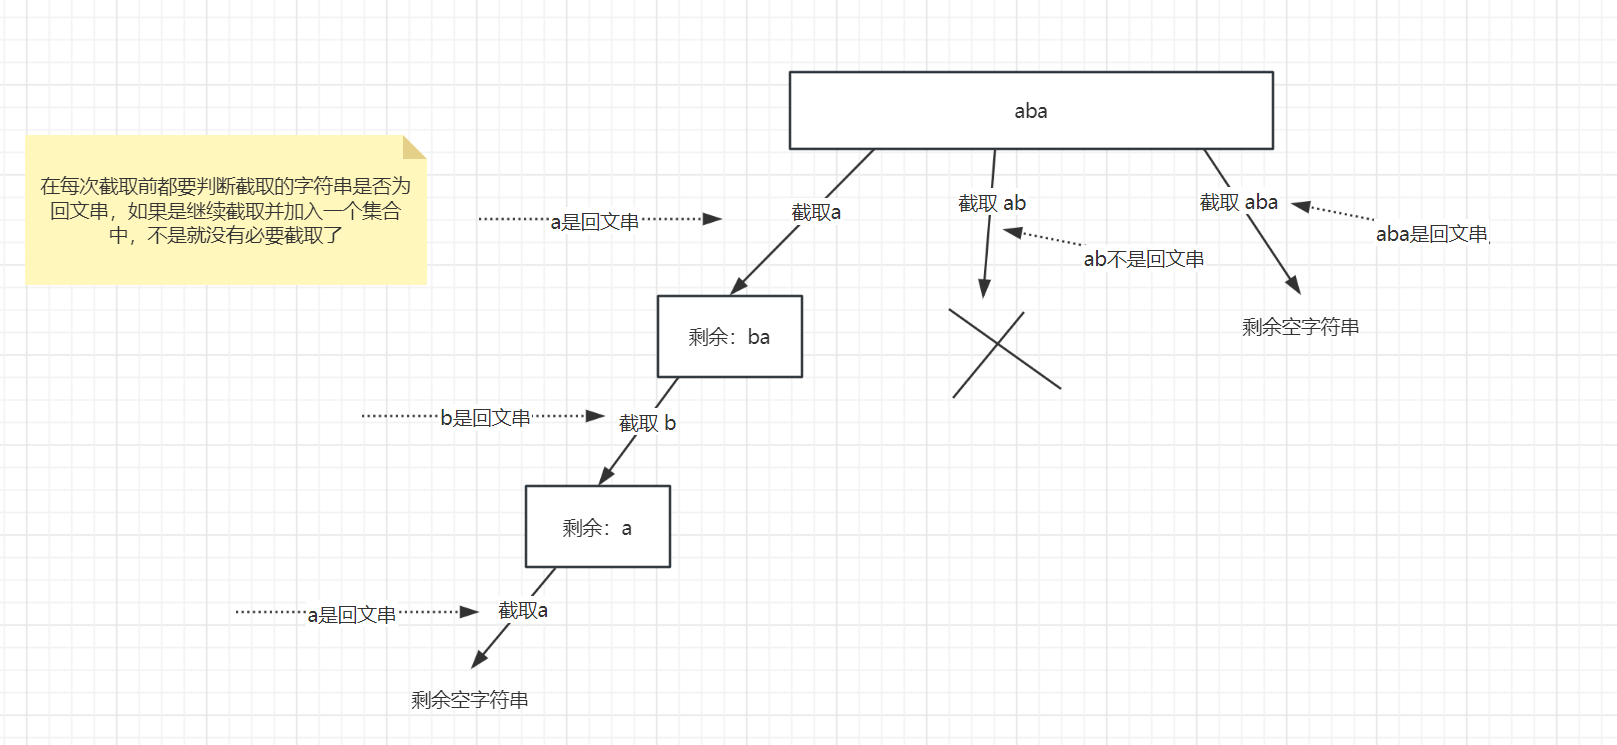 aba
在每次截取前都要判断截取的字符串是否为
回文串，如果是继续截取并加入一个集合
中，不是就没有必要截取了
a是回文串
截取a
截取 ab
截取 aba
aba是回文串
ab不是回文串
剩余：ba
剩余空字符串
b是回文串
截取 b
剩余：a
a是回文串
截取a
剩余空字符串